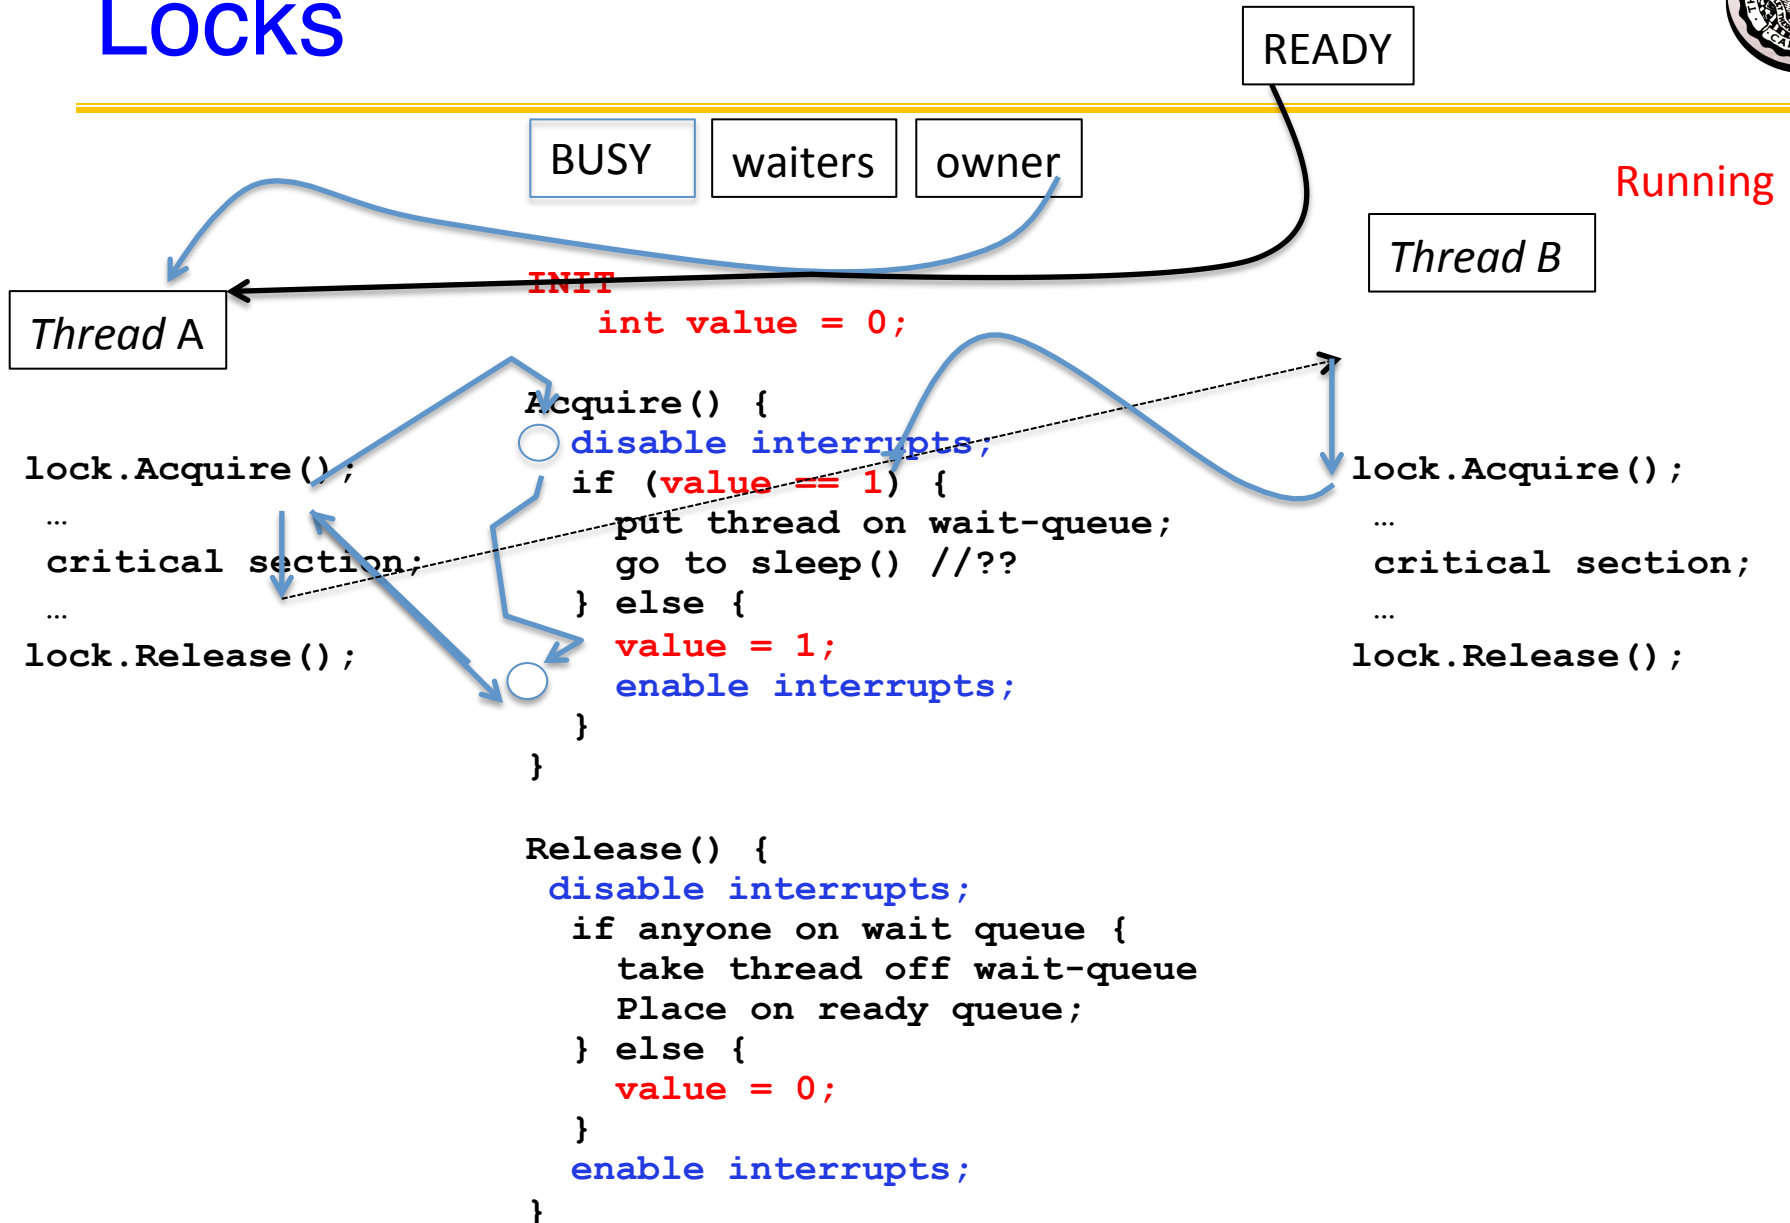 Locks
READY
BUSY
waiters
owner
Running
Thread B
Thread A
INIT
int value = 0;
Acquire() {
disable interrupts;
if (value == 1) {
put thread on wait-queue;
go to sleep() //??
} else {
value = 1;
enable interrupts;
}
}
Release() {
disable interrupts;
if anyone on wait queue {
take thread off wait-queue
Place on ready queue;
} else {
value = 0;
}
enable interrupts;
}
lock.Acquire();
…
critical section;
…
lock.Release();
lock.Acquire();
…
critical section;
…
lock.Release();